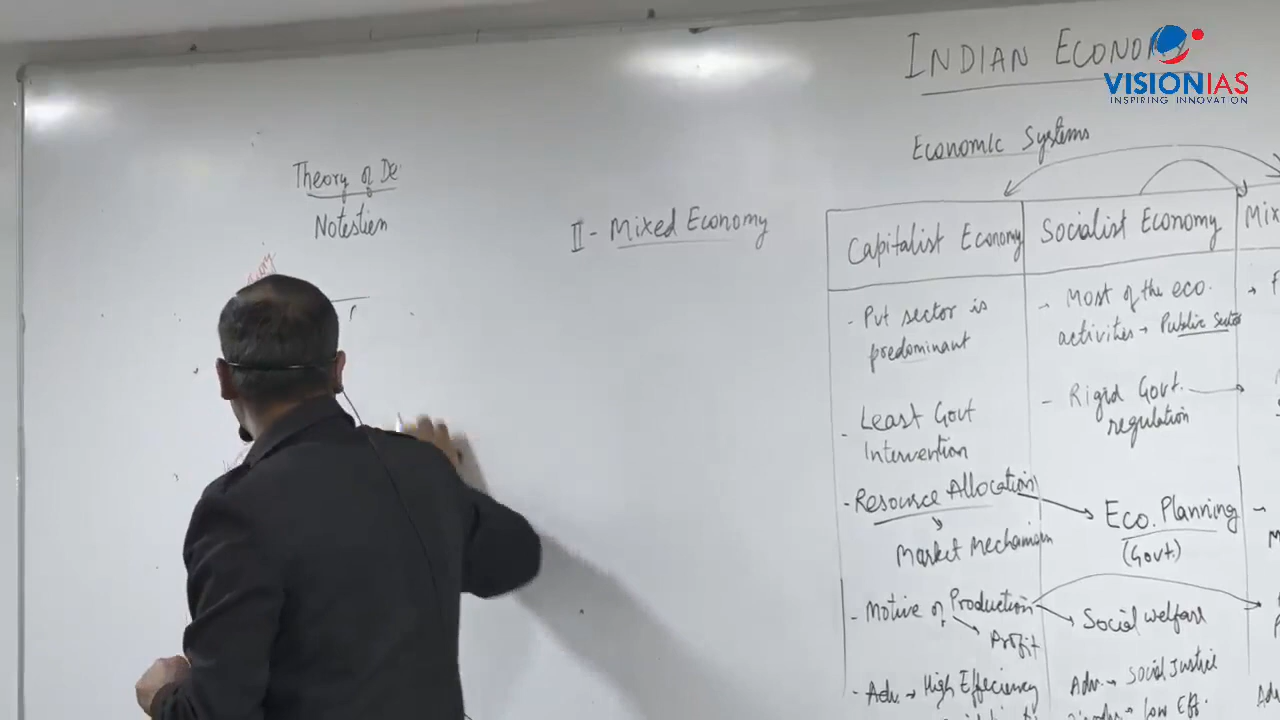 INDIAN ECONOMY
VISIONIAS
INSPIRING INNOVATION
Economic Systems
Theory of De
Notestien
II - Mixed Economy
Capitalist Economy
- Pvt sector is
predominant
- Least Govt
Intervention
- Resource Allocation
Market Mechanism
- Motive of Production
Profit
- Adv. → High Efficiency
Socialist Economy
- Most of the eco.
activities → Public Sector
- Rigid Govt.
regulation
Eco. Planning
(Govt)
Social welfare
Adv. → Social Justice
low Eff.